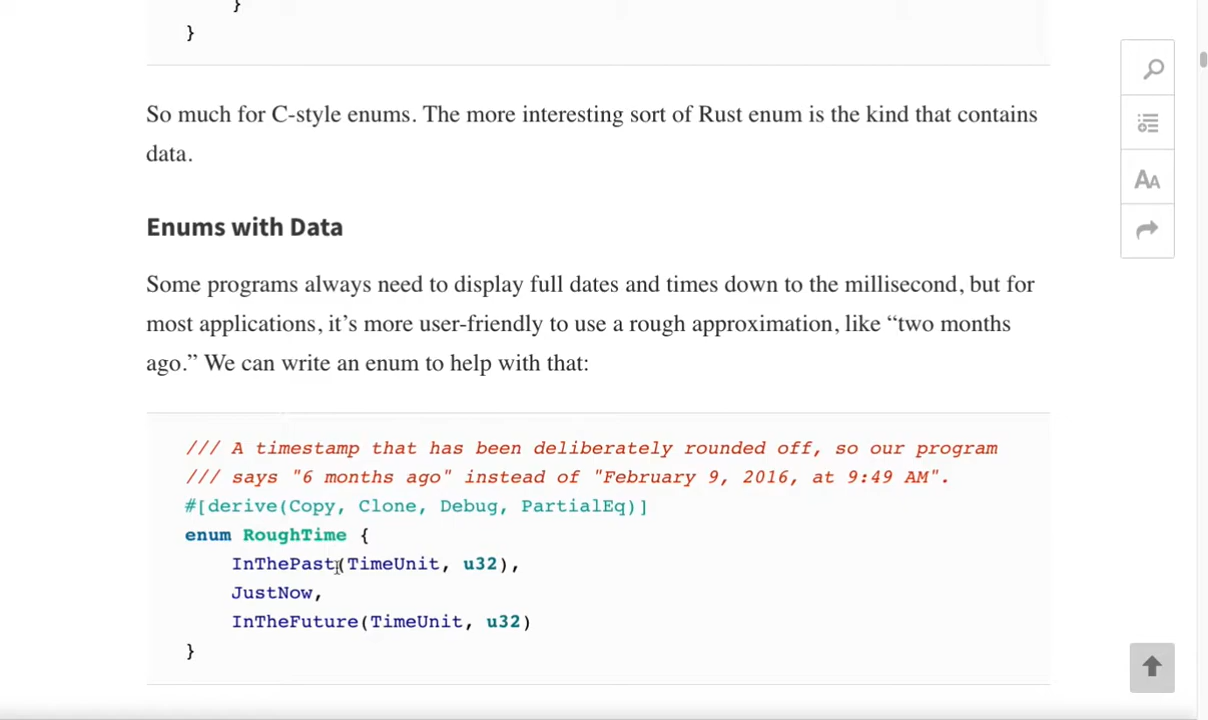 }
}
So much for C-style enums. The more interesting sort of Rust enum is the kind that contains
data.
Enums with Data
Some programs always need to display full dates and times down to the millisecond, but for
most applications, it’s more user-friendly to use a rough approximation, like “two months
ago.” We can write an enum to help with that:
/// A timestamp that has been deliberately rounded off, so our program
/// says "6 months ago" instead of "February 9, 2016, at 9:49 AM".
#[derive(Copy, Clone, Debug, PartialEq)]
enum RoughTime {
InThePast(TimeUnit, u32),
JustNow,
InTheFuture(TimeUnit, u32)
}
AA